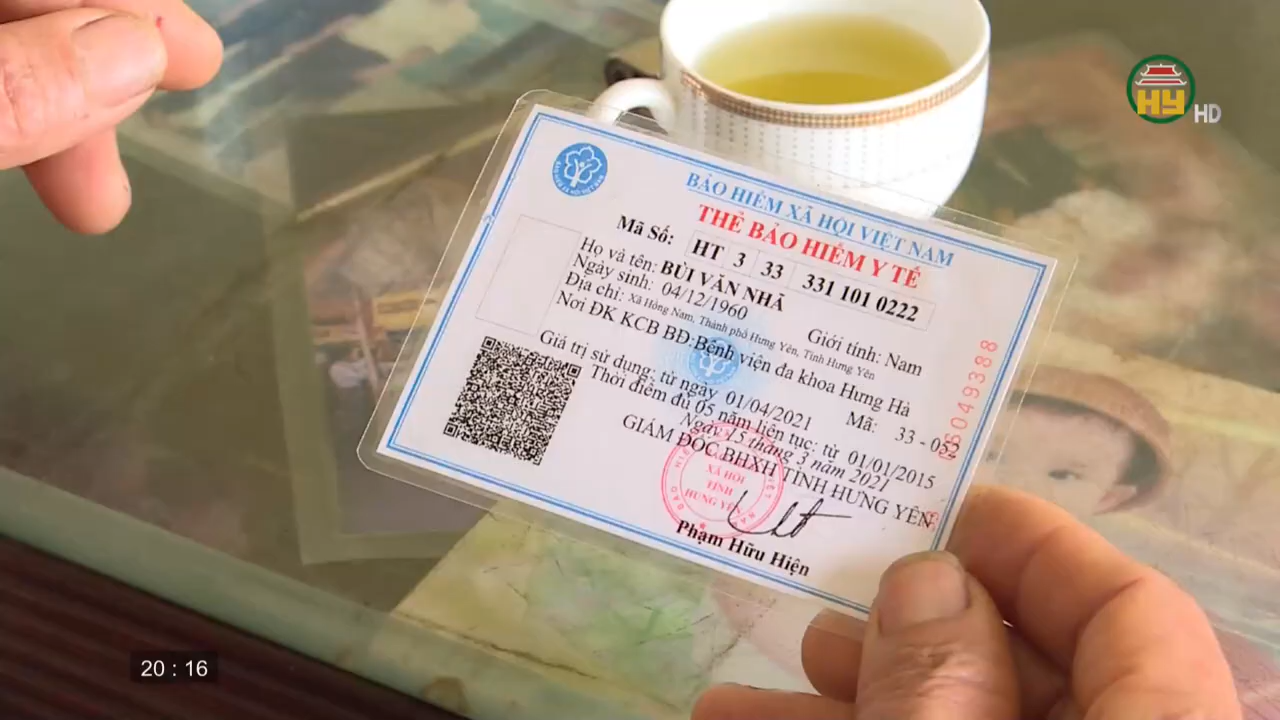 HY HD
BẢO HIỂM XÃ HỘI VIỆT NAM
THẺ BẢO HIỂM Y TẾ
Mã Số: HT 3 33 331 101 0222
Họ và tên: BÙI VĂN NHÃ
Ngày sinh: 04/12/1960 Giới tính: Nam
Địa chỉ: Xã Hồng Nam, Thành phố Hưng Yên, Tỉnh Hưng Yên
Nơi ĐK KCB BĐ: Bệnh viện đa khoa Hưng Hà
Mã: 33 - 052
Giá trị sử dụng: từ ngày 01/04/2021
Thời điểm đủ 05 năm liên tục: từ 01/01/2015
Ngày 15 tháng 3 năm 2021
GIÁM ĐỐC BHXH TỈNH HƯNG YÊN
XÃ HỘI
TỈNH
HƯNG YÊN
Phạm Hữu Hiện
20 : 16